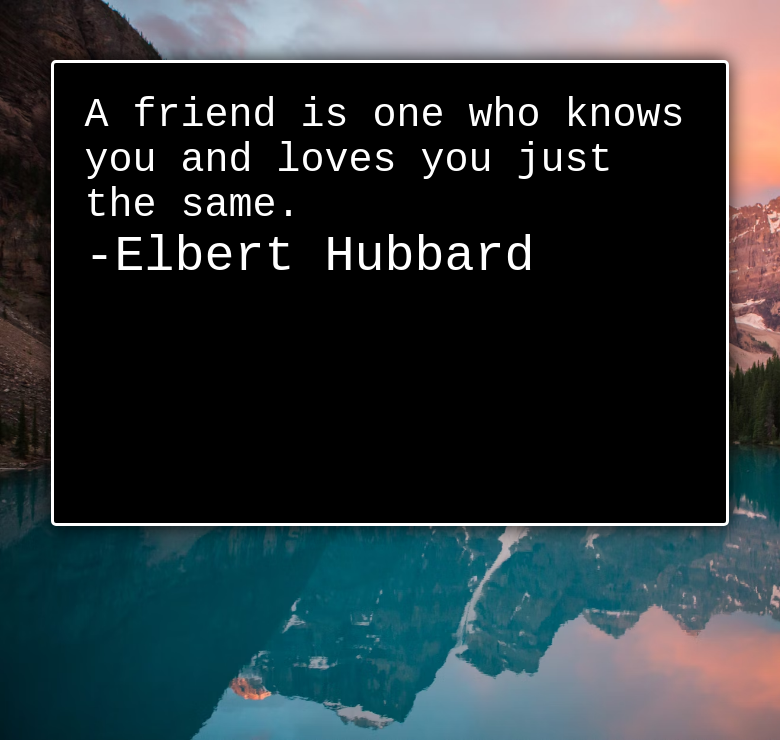 A friend is one who knows
you and loves you just
the same.
-Elbert Hubbard